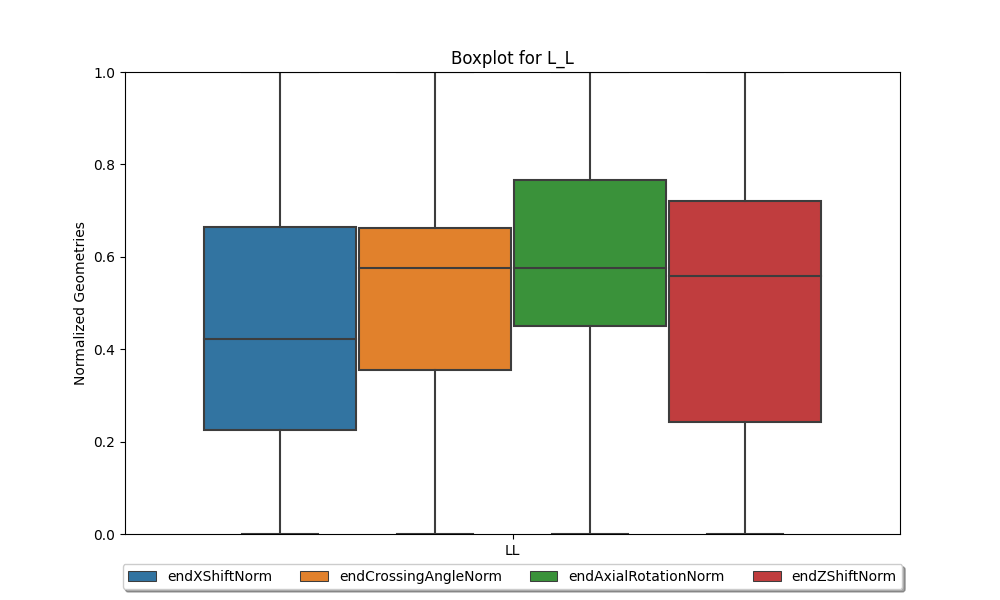 Boxplot for L_L
1.0
0.8
0.6
0.4
0.2
0.0
Normalized Geometries
LL
endXShiftNorm endCrossingAngleNorm endAxialRotationNorm endZShiftNorm